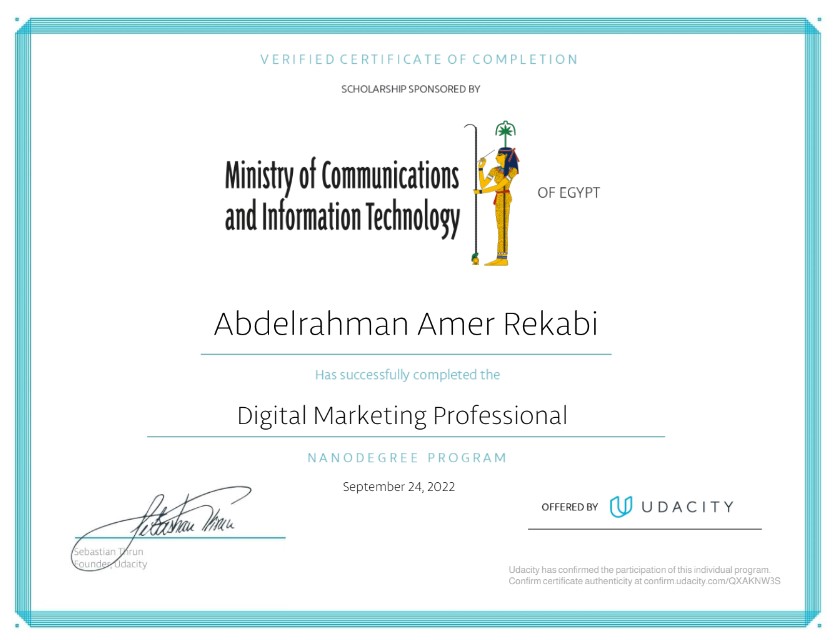 VERIFIED CERTIFICATE OF COMPLETION
SCHOLARSHIP SPONSORED BY
Ministry of Communications
and Information Technology
OF EGYPT
Abdelrahman Amer Rekabi
Has successfully completed the
Digital Marketing Professional
NANODEGREE PROGRAM
September 24, 2022
Sebastian Thrun
OFFERED BY UDACITY
Sebastian Thrun
Founder, Udacity
Udacity has confirmed the participation of this individual program.
Confirm certificate authenticity at confirm.udacity.com/QXAKNW3S